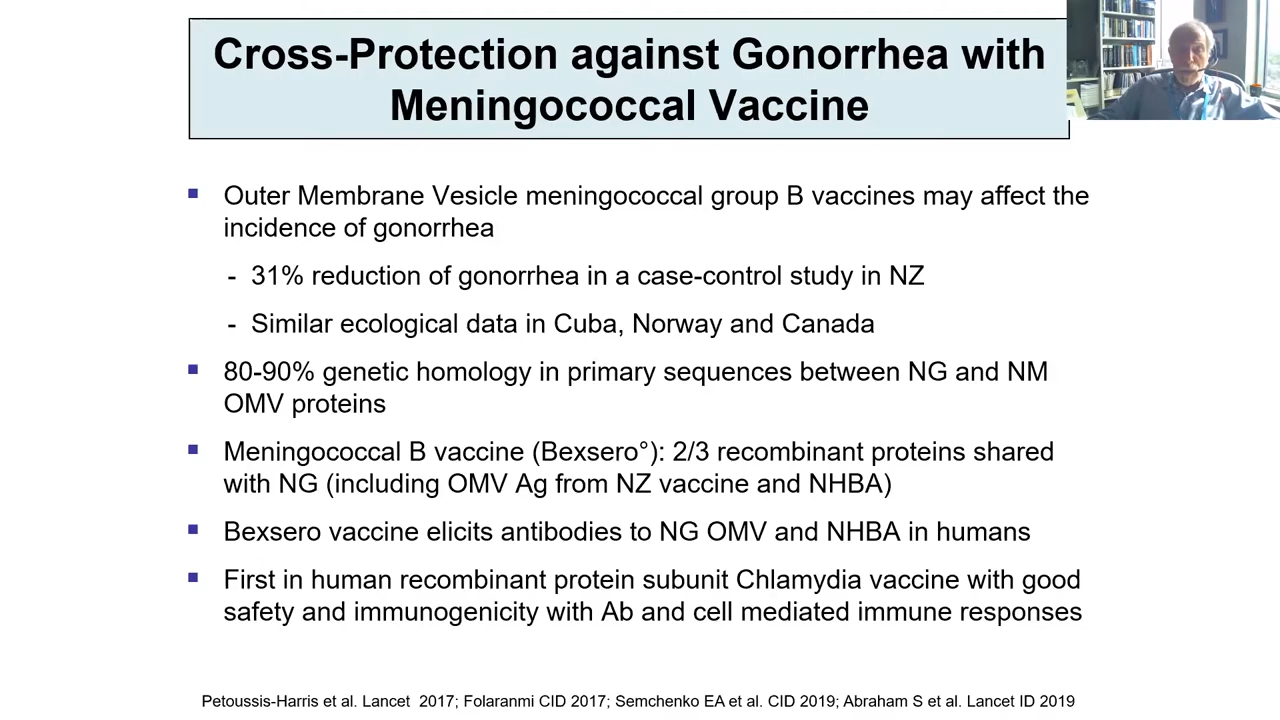 Cross-Protection against Gonorrhea with
Meningococcal Vaccine
▪ Outer Membrane Vesicle meningococcal group B vaccines may affect the
incidence of gonorrhea
- 31% reduction of gonorrhea in a case-control study in NZ
- Similar ecological data in Cuba, Norway and Canada
▪ 80-90% genetic homology in primary sequences between NG and NM
OMV proteins
▪ Meningococcal B vaccine (Bexsero°): 2/3 recombinant proteins shared
with NG (including OMV Ag from NZ vaccine and NHBA)
▪ Bexsero vaccine elicits antibodies to NG OMV and NHBA in humans
▪ First in human recombinant protein subunit Chlamydia vaccine with good
safety and immunogenicity with Ab and cell mediated immune responses
Petoussis-Harris et al. Lancet 2017; Folaranmi CID 2017; Semchenko EA et al. CID 2019; Abraham S et al. Lancet ID 2019